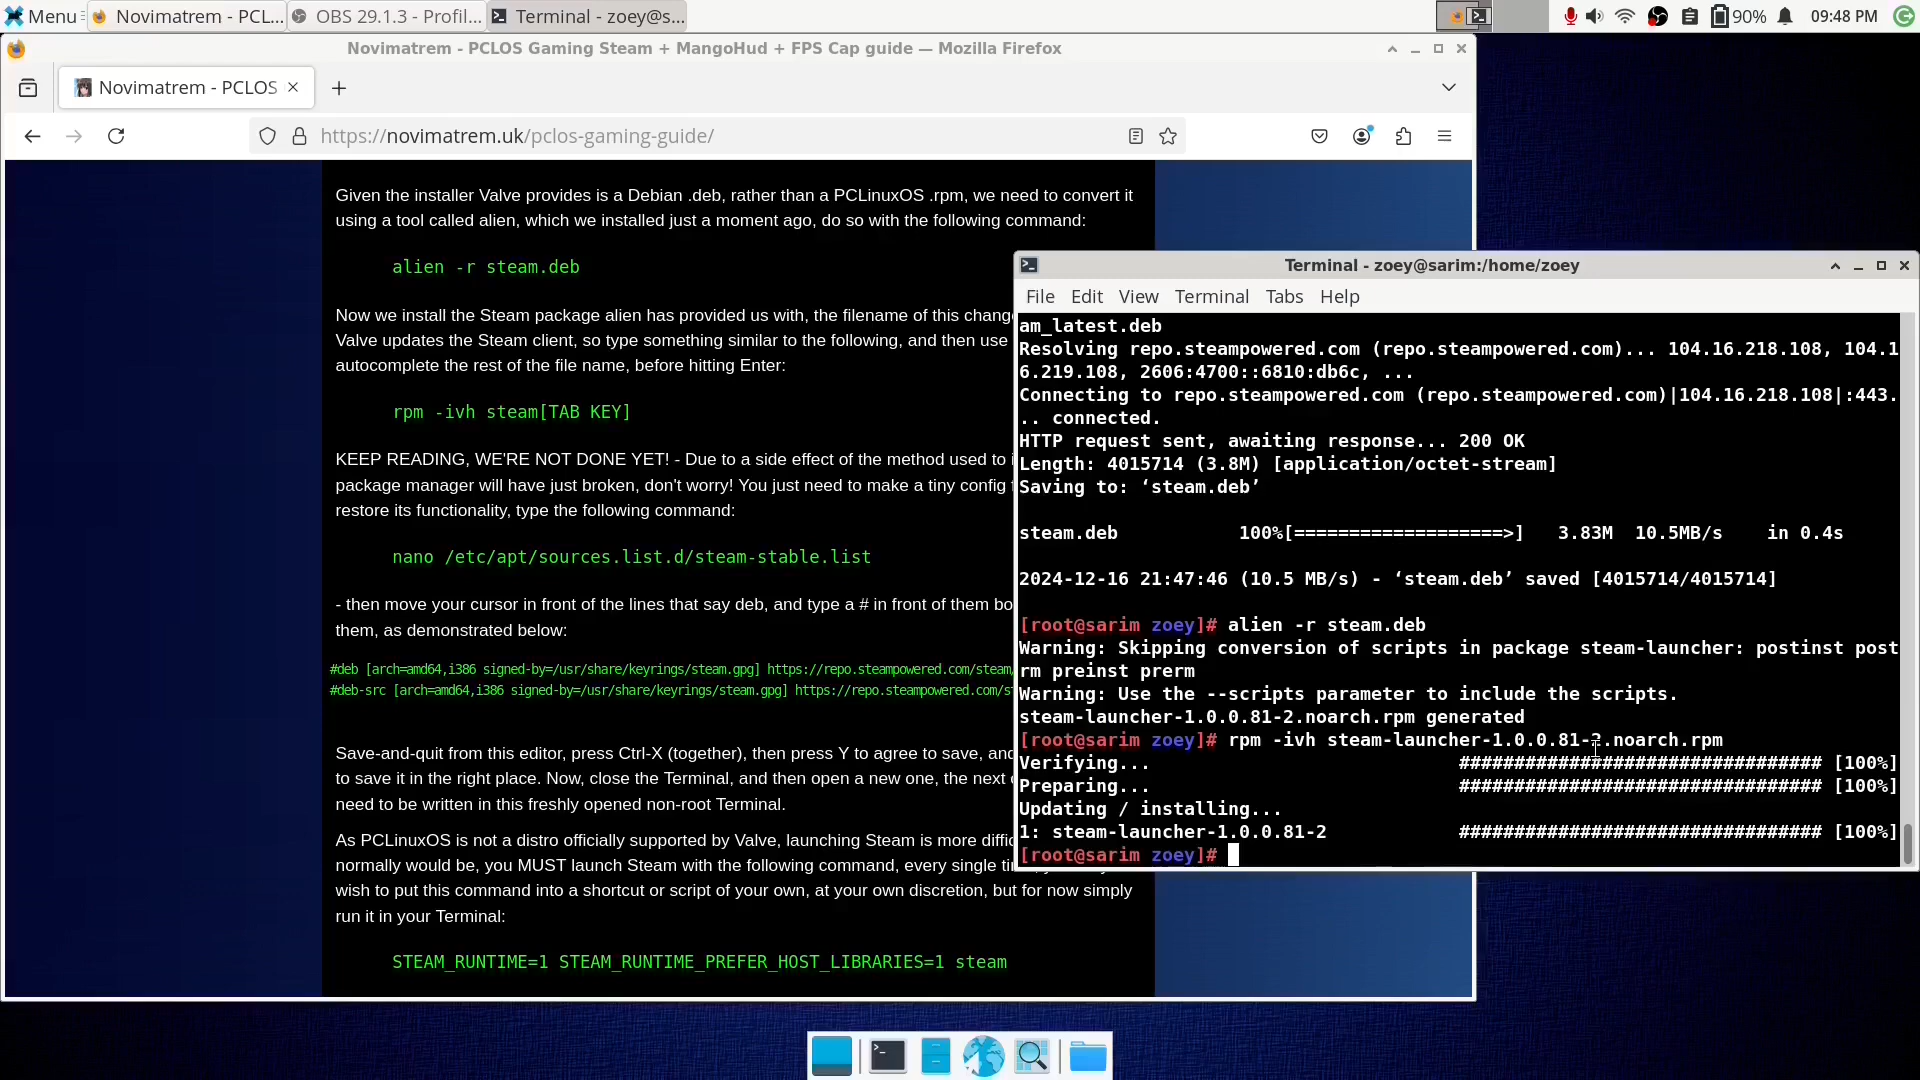 Menu
Novimatrem - PCL...
OBS 29.1.3 - Profil...
Terminal - zoey@s...
90%
09:48 PM
Novimatrem - PCLOS Gaming Steam + MangoHud + FPS Cap guide — Mozilla Firefox
Novimatrem - PCLOS
https://novimatrem.uk/pclos-gaming-guide/
Given the installer Valve provides is a Debian .deb, rather than a PCLinuxOS .rpm, we need to convert it
using a tool called alien, which we installed just a moment ago, do so with the following command:
alien -r steam.deb
Now we install the Steam package alien has provided us with, the filename of this chang
Valve updates the Steam client, so type something similar to the following, and then use
autocomplete the rest of the file name, before hitting Enter:
rpm -ivh steam[TAB KEY]
KEEP READING, WE'RE NOT DONE YET! - Due to a side effect of the method used to i
package manager will have just broken, don't worry! You just need to make a tiny config
restore its functionality, type the following command:
nano /etc/apt/sources.list.d/steam-stable.list
- then move your cursor in front of the lines that say deb, and type a # in front of them bo
them, as demonstrated below:
#deb [arch=amd64,i386 signed-by=/usr/share/keyrings/steam.gpg] https://repo.steampowered.com/steam/
#deb-src [arch=amd64,i386 signed-by=/usr/share/keyrings/steam.gpg] https://repo.steampowered.com/st
Save-and-quit from this editor, press Ctrl-X (together), then press Y to agree to save, and
to save it in the right place. Now, close the Terminal, and then open a new one, the next
need to be written in this freshly opened non-root Terminal.
As PCLinuxOS is not a distro officially supported by Valve, launching Steam is more diffic
normally would be, you MUST launch Steam with the following command, every single ti
wish to put this command into a shortcut or script of your own, at your own discretion, but for now simply
run it in your Terminal:
STEAM_RUNTIME=1 STEAM_RUNTIME_PREFER_HOST_LIBRARIES=1 steam
Terminal - zoey@sarim:/home/zoey
File Edit View Terminal Tabs Help
am_latest.deb
Resolving repo.steampowered.com (repo.steampowered.com)... 104.16.218.108, 104.1
6.219.108, 2606:4700::6810:db6c, ...
Connecting to repo.steampowered.com (repo.steampowered.com)|104.16.218.108|:443.
.. connected.
HTTP request sent, awaiting response... 200 OK
Length: 4015714 (3.8M) [application/octet-stream]
Saving to: ‘steam.deb’
steam.deb 100%[===================>] 3.83M 10.5MB/s in 0.4s
2024-12-16 21:47:46 (10.5 MB/s) - ‘steam.deb’ saved [4015714/4015714]
[root@sarim zoey]# alien -r steam.deb
Warning: Skipping conversion of scripts in package steam-launcher: postinst post
rm preinst prerm
Warning: Use the --scripts parameter to include the scripts.
steam-launcher-1.0.0.81-2.noarch.rpm generated
[root@sarim zoey]# rpm -ivh steam-launcher-1.0.0.81-2.noarch.rpm
Verifying... ################################# [100%]
Preparing... ################################# [100%]
Updating / installing...
1: steam-launcher-1.0.0.81-2 ################################# [100%]
[root@sarim zoey]#